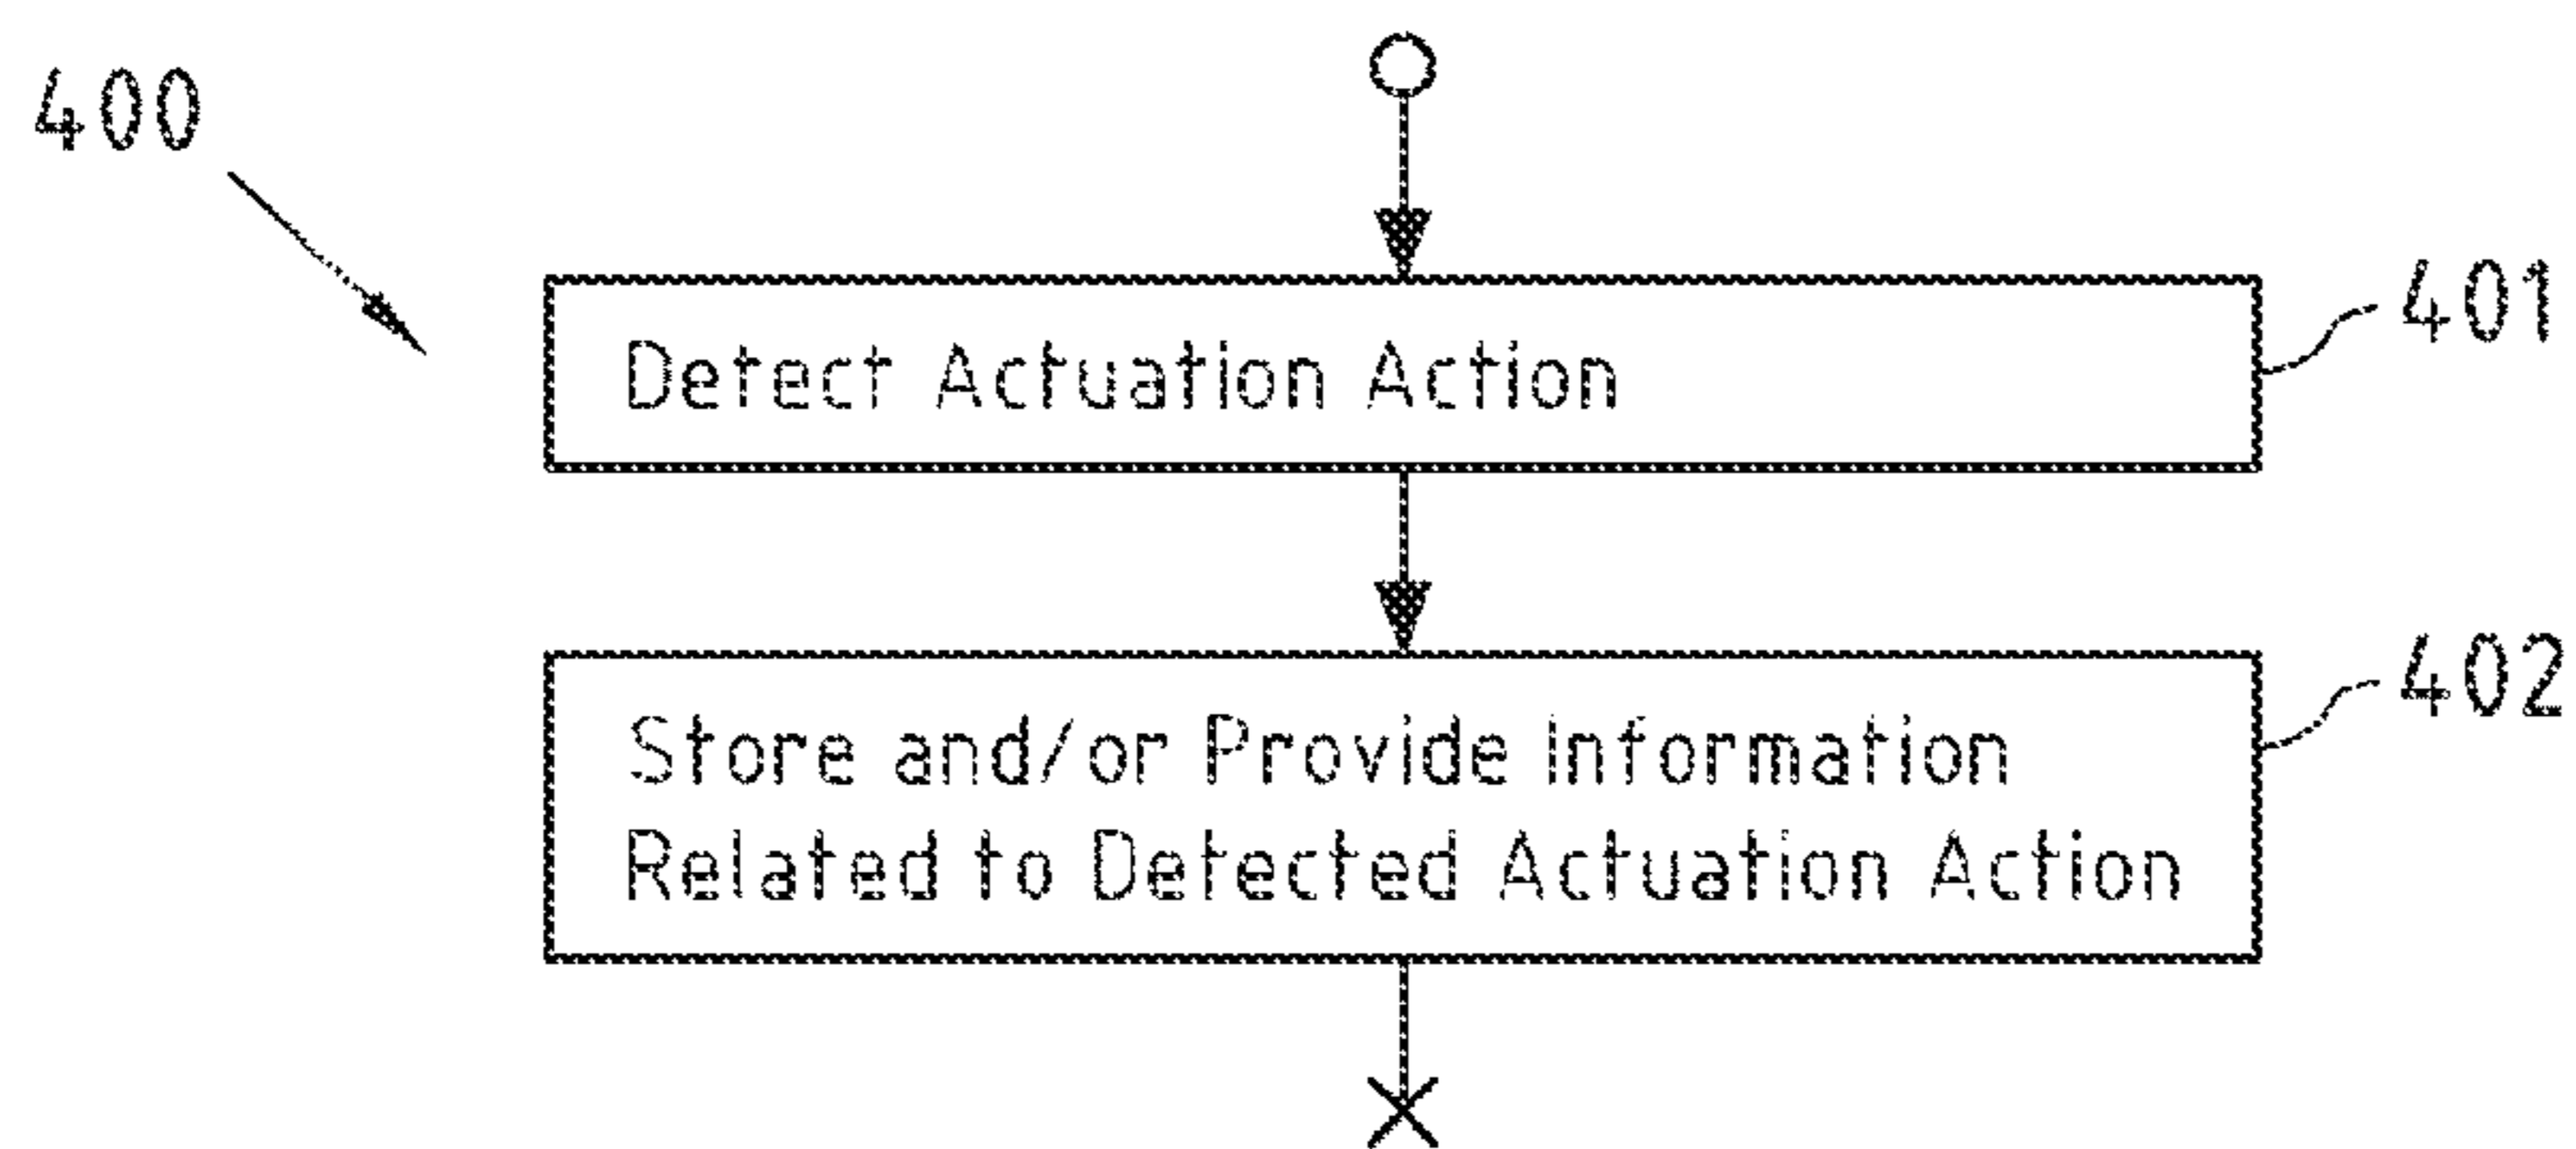 400
401
Detect Actuation Action
402
Store and/or Provide Information
Related to Detected Actuation Action